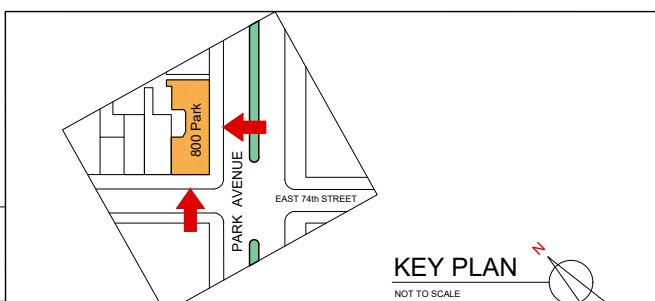 800 Park
PARK AVENUE
EAST 74th STREET
N
KEY PLAN
NOT TO SCALE